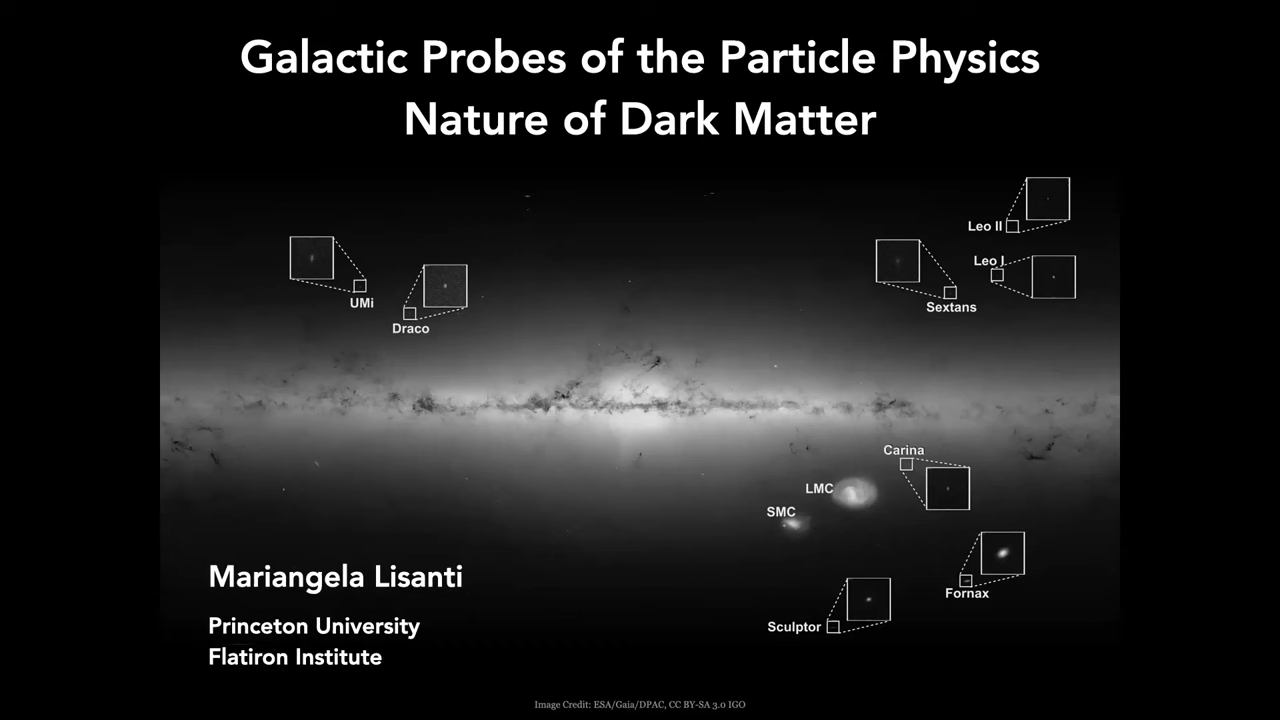 Galactic Probes of the Particle Physics
Nature of Dark Matter
Leo II
Leo I
UMi
Sextans
Draco
Carina
LMC
SMC
Fornax
Sculptor
Mariangela Lisanti
Princeton University
Flatiron Institute
Image Credit: ESA/Gaia/DPAC, CC BY-SA 3.0 IGO